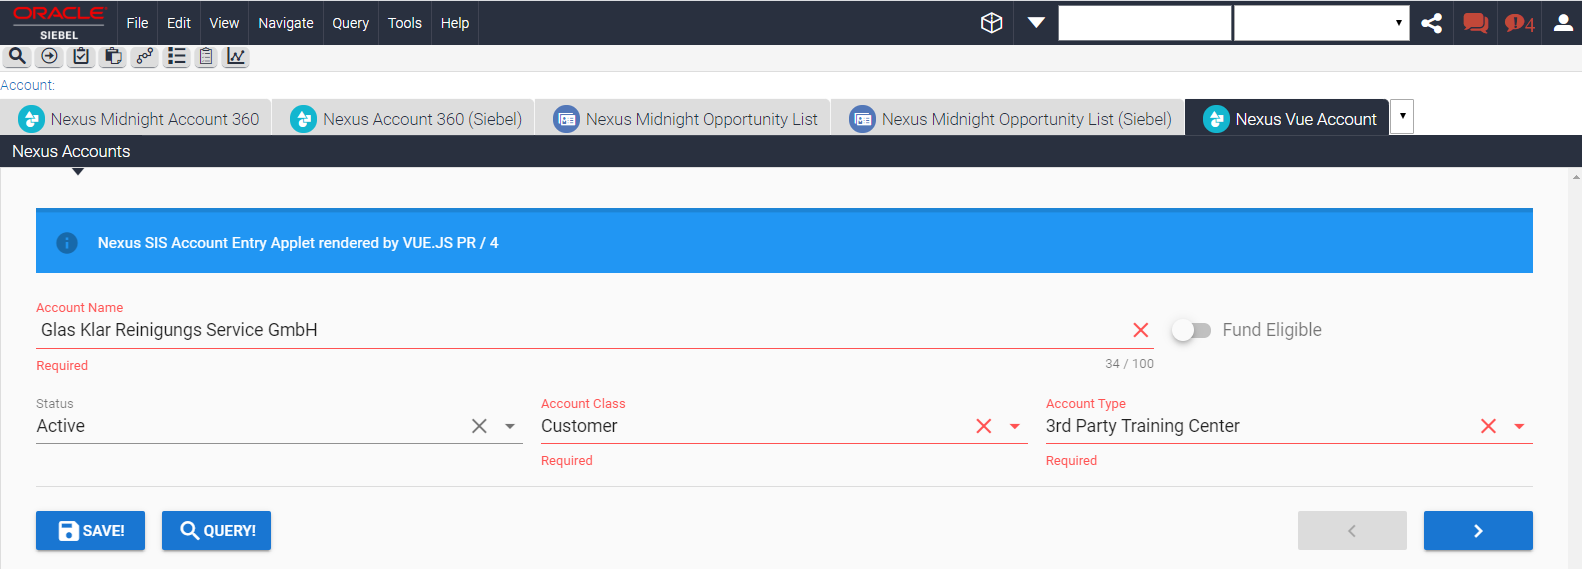 ORACLE
SIEBEL
File Edit View Navigate Query Tools Help
4
Account:
Nexus Midnight Account 360
Nexus Account 360 (Siebel)
Nexus Midnight Opportunity List
Nexus Midnight Opportunity List (Siebel)
Nexus Vue Account
Nexus Accounts
Nexus SIS Account Entry Applet rendered by VUE.JS PR / 4
Account Name
Glas Klar Reinigungs Service GmbH
Fund Eligible
Required
34 / 100
Status
Account Class
Account Type
Active
Customer
3rd Party Training Center
Required
Required
SAVE!
QUERY!